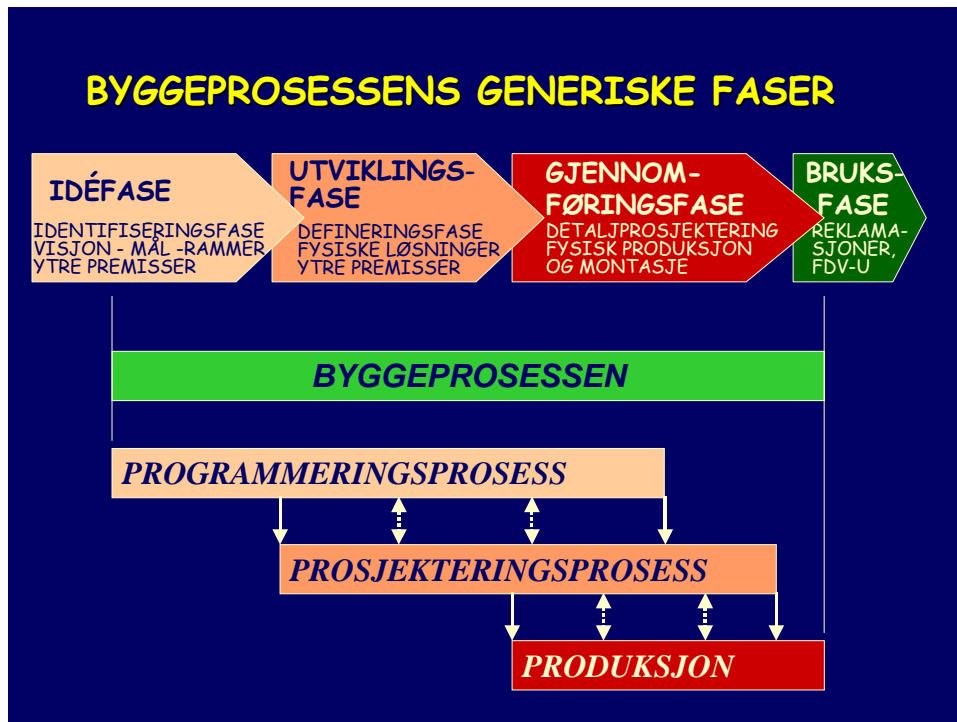 BYGGEPROSESSENS GENERISKE FASER
IDÉFASE
IDENTIFISERINGSFASE
VISJON - MÅL -RAMMER
YTRE PREMISSER
UTVIKLINGS-
FASE
DEFINERINGSFASE
FYSISKE LØSNINGER
YTRE PREMISSER
GJENNOM-
FØRINGSFASE
DETALJPROSJEKTERING
FYSISK PRODUKSJON
OG MONTASJE
BRUKS-
FASE
REKLAMA-
SJONER,
FDV-U
BYGGEPROSESSEN
PROGRAMMERINGSPROSESS
PROSJEKTERINGSPROSESS
PRODUKSJON